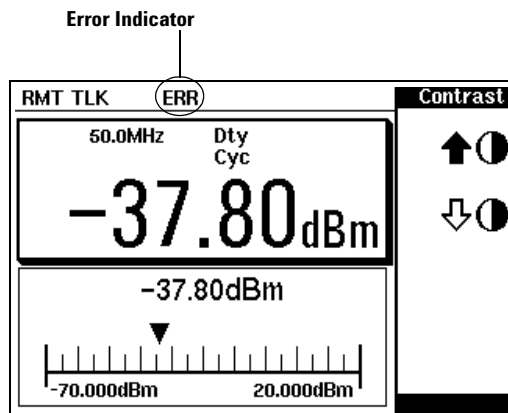 Error Indicator
RMT TLK ERR
Contrast
50.0MHz Dty
Cyc
-37.80dBm
-37.80dBm
-70.000dBm 20.000dBm